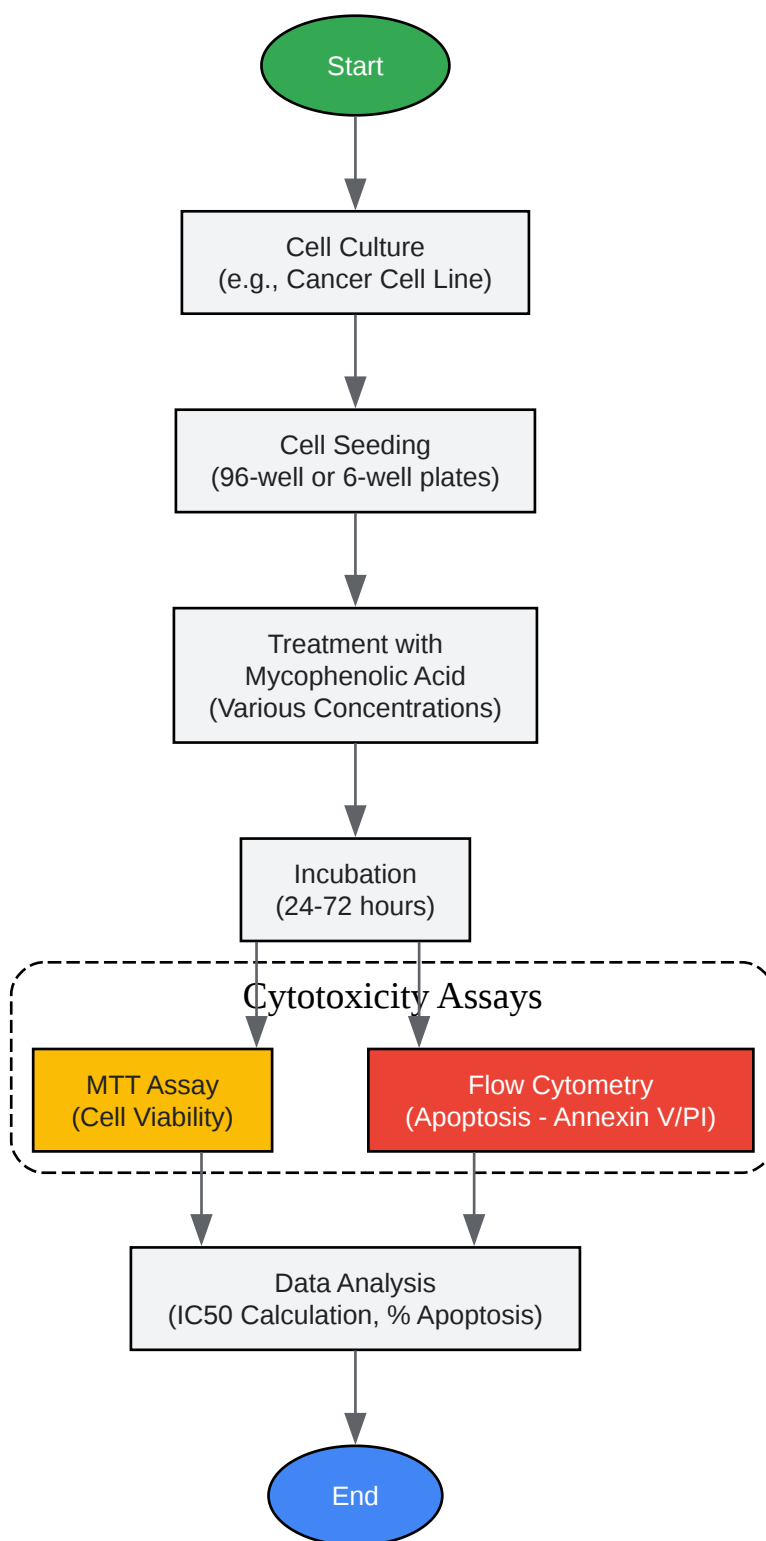 Start
Cell Culture
(e.g., Cancer Cell Line)
Cell Seeding
(96-well or 6-well plates)
Treatment with
Mycophenolic Acid
(Various Concentrations)
Incubation
(24-72 hours)
Cytotoxicity Assays
MTT Assay
(Cell Viability)
Flow Cytometry
(Apoptosis - Annexin V/PI)
Data Analysis
(IC50 Calculation, % Apoptosis)
End